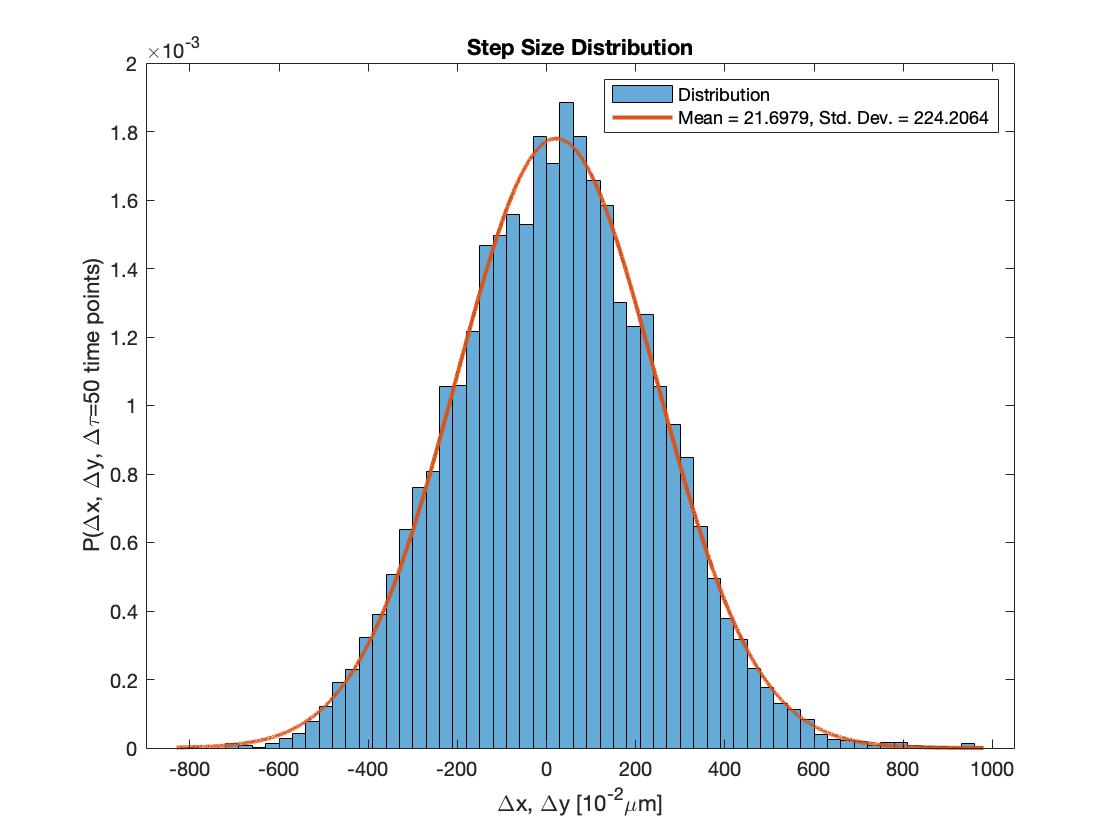 Step Size Distribution
×10⁻³
Distribution
Mean = 21.6979, Std. Dev. = 224.2064
2
1.8
1.6
1.4
1.2
1
0.8
0.6
0.4
0.2
0
P(Δx, Δy, Δτ=50 time points)
-800 -600 -400 -200 0 200 400 600 800 1000
Δx, Δy [10⁻²μm]